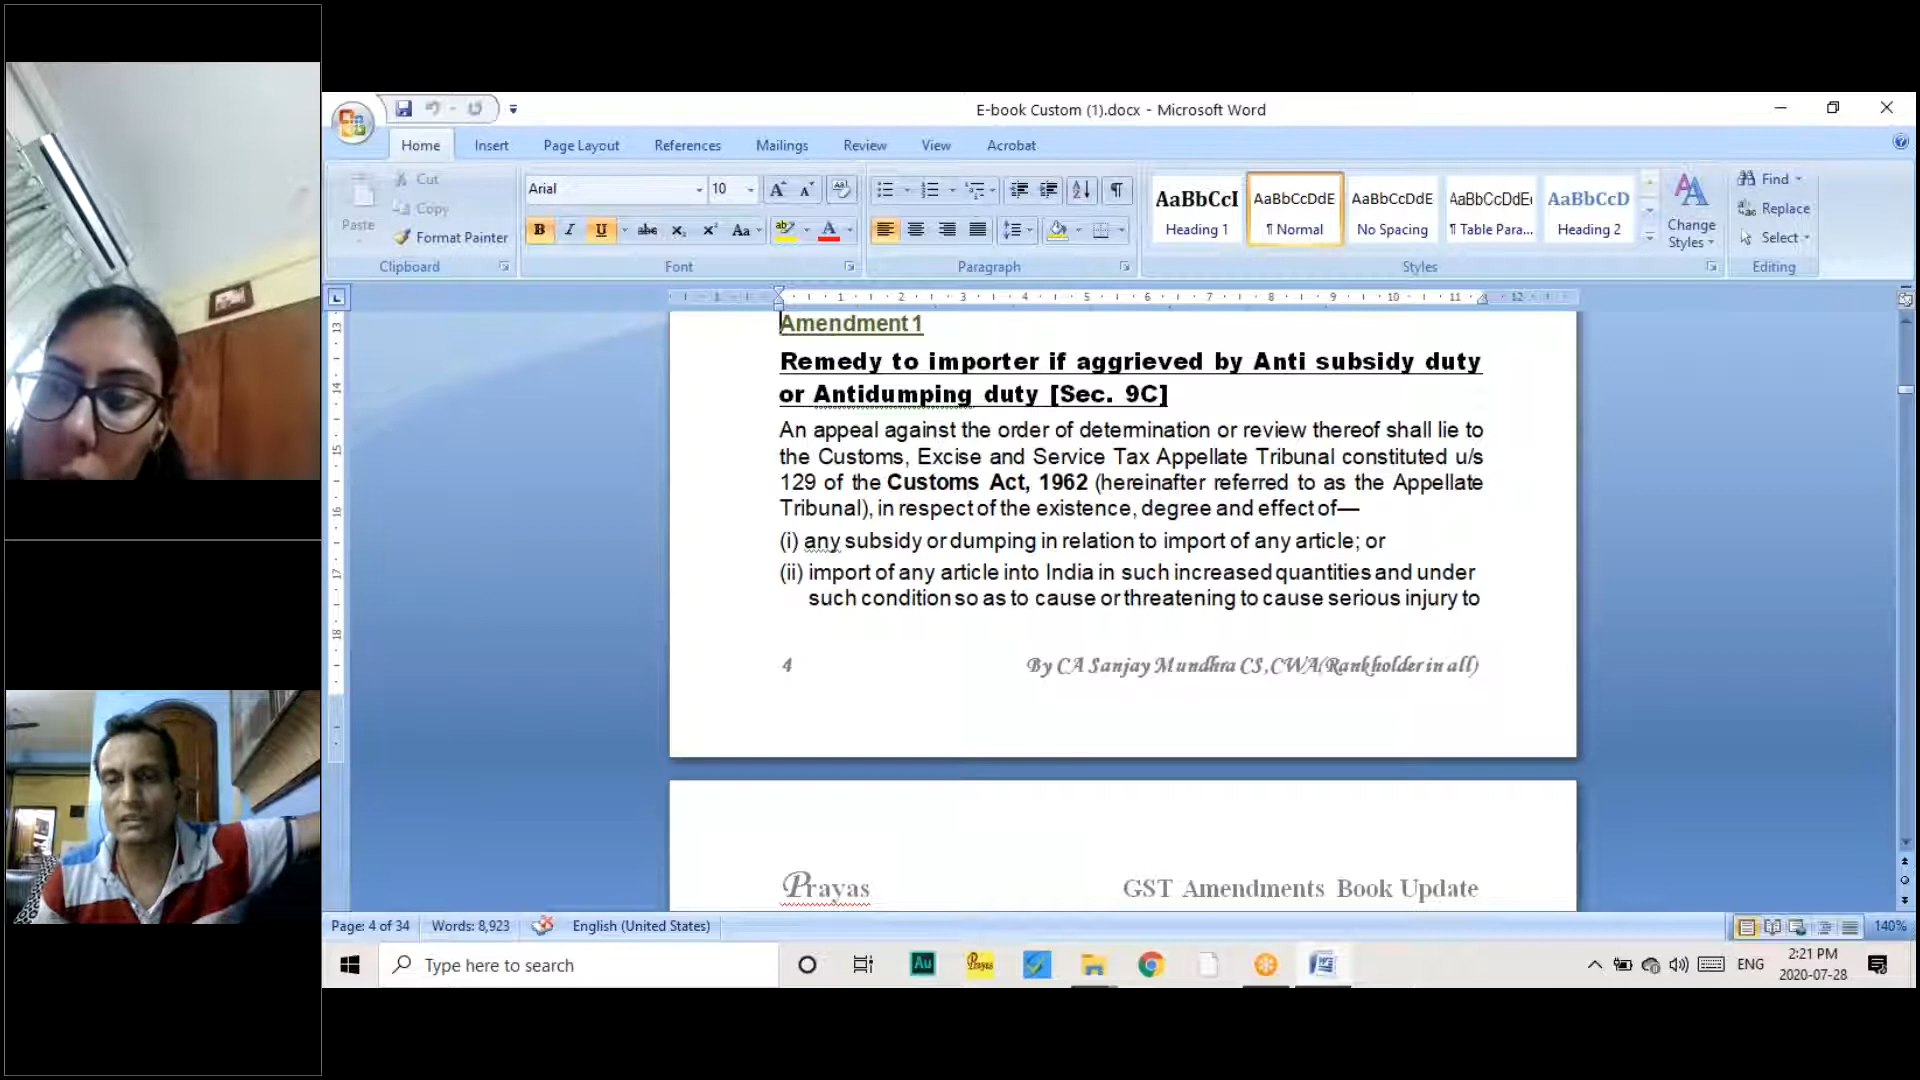 E-book Custom (1).docx - Microsoft Word
Home Insert Page Layout References Mailings Review View Acrobat
Paste
Cut
Copy
Format Painter
Clipboard
Arial 10
Font
Paragraph
AaBbCcI AaBbCcDdE AaBbCcDdE AaBbCcDdE AaBbCcD
Heading 1 ¶ Normal No Spacing ¶ Table Para... Heading 2
Change Styles
Styles
Find
Replace
Select
Editing
Amendment 1
Remedy to importer if aggrieved by Anti subsidy duty
or Antidumping duty [Sec. 9C]
An appeal against the order of determination or review thereof shall lie to
the Customs, Excise and Service Tax Appellate Tribunal constituted u/s
129 of the Customs Act, 1962 (hereinafter referred to as the Appellate
Tribunal), in respect of the existence, degree and effect of—
(i) any subsidy or dumping in relation to import of any article; or
(ii) import of any article into India in such increased quantities and under
such condition so as to cause or threatening to cause serious injury to
4 By CA Sanjay Mundhra CS,CWA(Rankholder in all)
Prayas GST Amendments Book Update
Page: 4 of 34 Words: 8,923 English (United States) 140%
Type here to search
Au Prayas
ENG
2:21 PM
2020-07-28